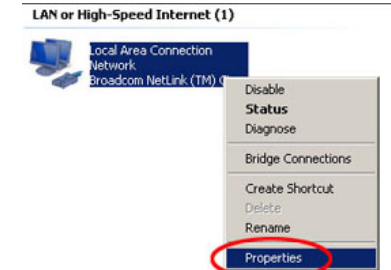 LAN or High-Speed Internet (1)
Local Area Connection
Network
Broadcom NetLink (TM)
Disable
Status
Diagnose
Bridge Connections
Create Shortcut
Delete
Rename
Properties